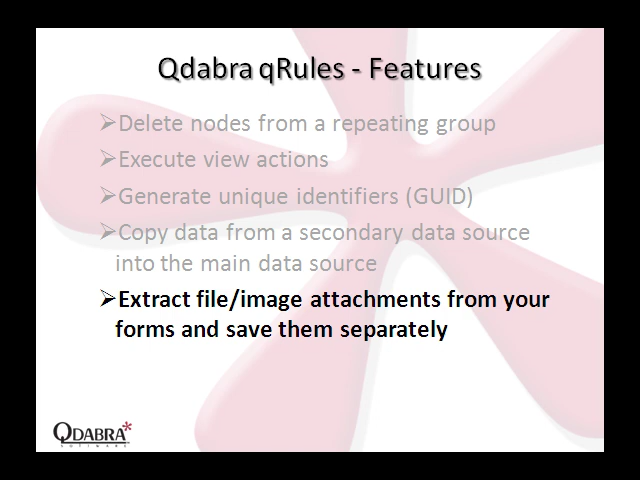 Qdabra qRules - Features
➢Delete nodes from a repeating group
➢Execute view actions
➢Generate unique identifiers (GUID)
➢Copy data from a secondary data source
into the main data source
➢Extract file/image attachments from your
forms and save them separately
QDABRA*
SOFTWARE